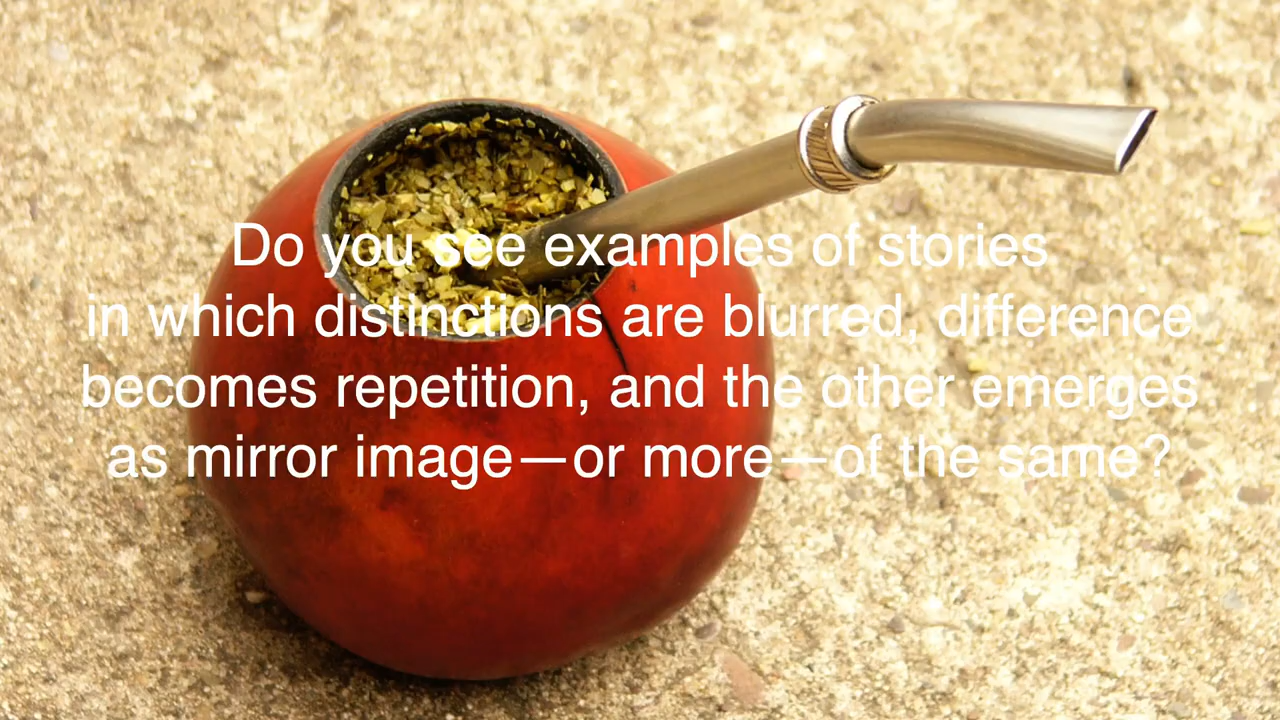 Do you see examples of stories
in which distinctions are blurred, difference
becomes repetition, and the other emerges
as mirror image—or more—of the same?